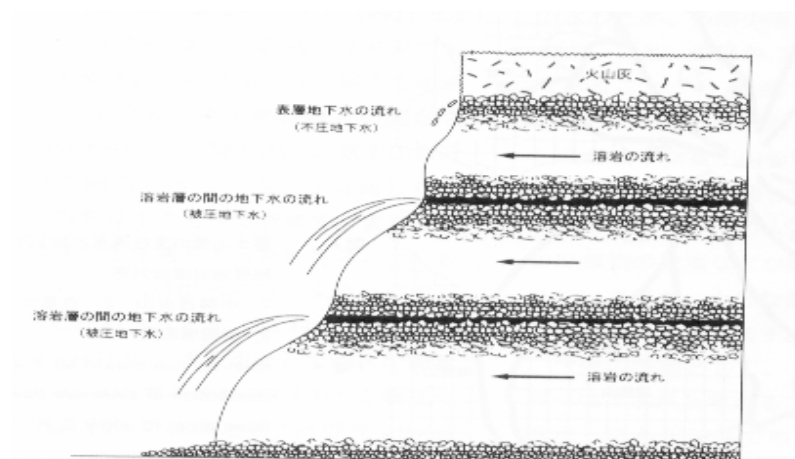 火山灰
表層地下水の流れ
(不圧地下水)
溶岩の流れ
溶岩層の間の地下水の流れ
(被圧地下水)
溶岩層の間の地下水の流れ
(被圧地下水)
溶岩の流れ